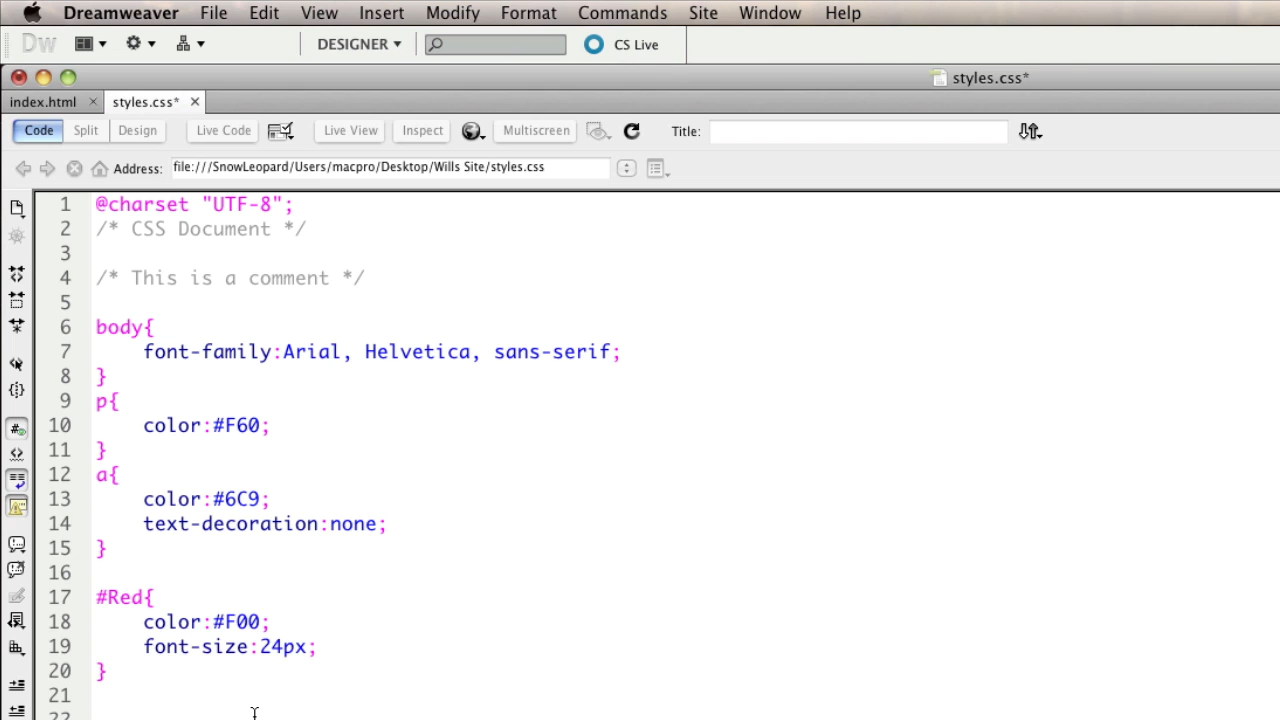 Dreamweaver File Edit View Insert Modify Format Commands Site Window Help
Dw DESIGNER CS Live
styles.css*
index.html styles.css*
Code Split Design Live Code Live View Inspect Multiscreen Title:
Address: file:///SnowLeopard/Users/macpro/Desktop/Wills Site/styles.css
1 @charset "UTF-8";
2 /* CSS Document */
3
4 /* This is a comment */
5
6 body{
7 font-family:Arial, Helvetica, sans-serif;
8 }
9 p{
10 color:#F60;
11 }
12 a{
13 color:#6C9;
14 text-decoration:none;
15 }
16
17 #Red{
18 color:#F00;
19 font-size:24px;
20 }
21
22